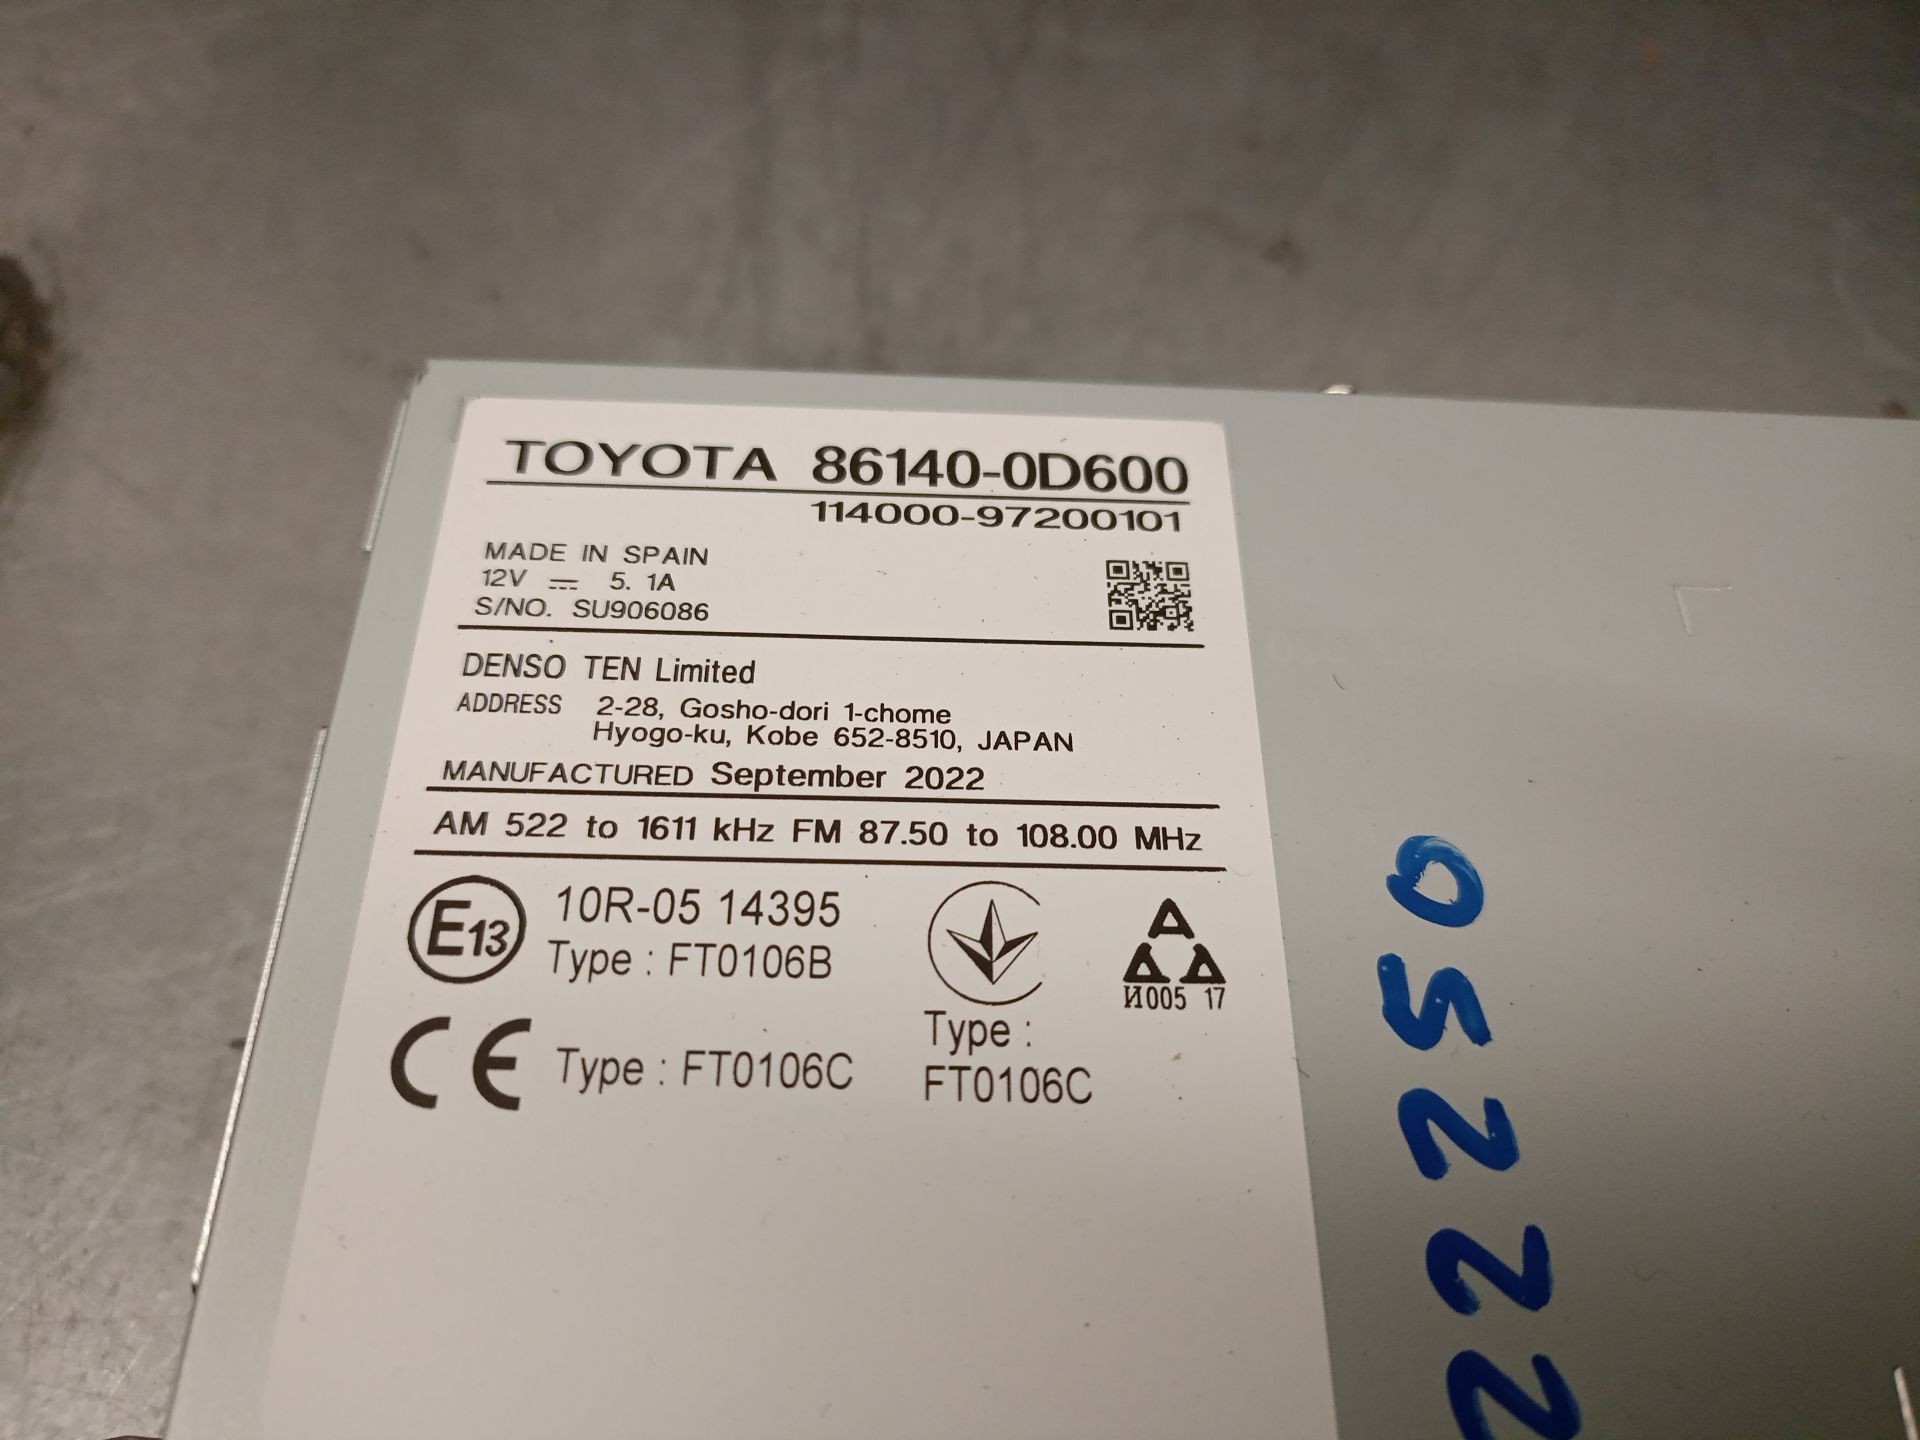 TOYOTA 86140-0D600
114000-97200101
MADE IN SPAIN
12V ⎓ 5. 1A
S/NO. SU906086
DENSO TEN Limited
ADDRESS 2-28, Gosho-dori 1-chome
Hyogo-ku, Kobe 652-8510, JAPAN
MANUFACTURED September 2022
AM 522 to 1611 kHz FM 87.50 to 108.00 MHz
E13 10R-05 14395
Type : FT0106B
И005 17
CE Type : FT0106C
Type :
FT0106C
22250